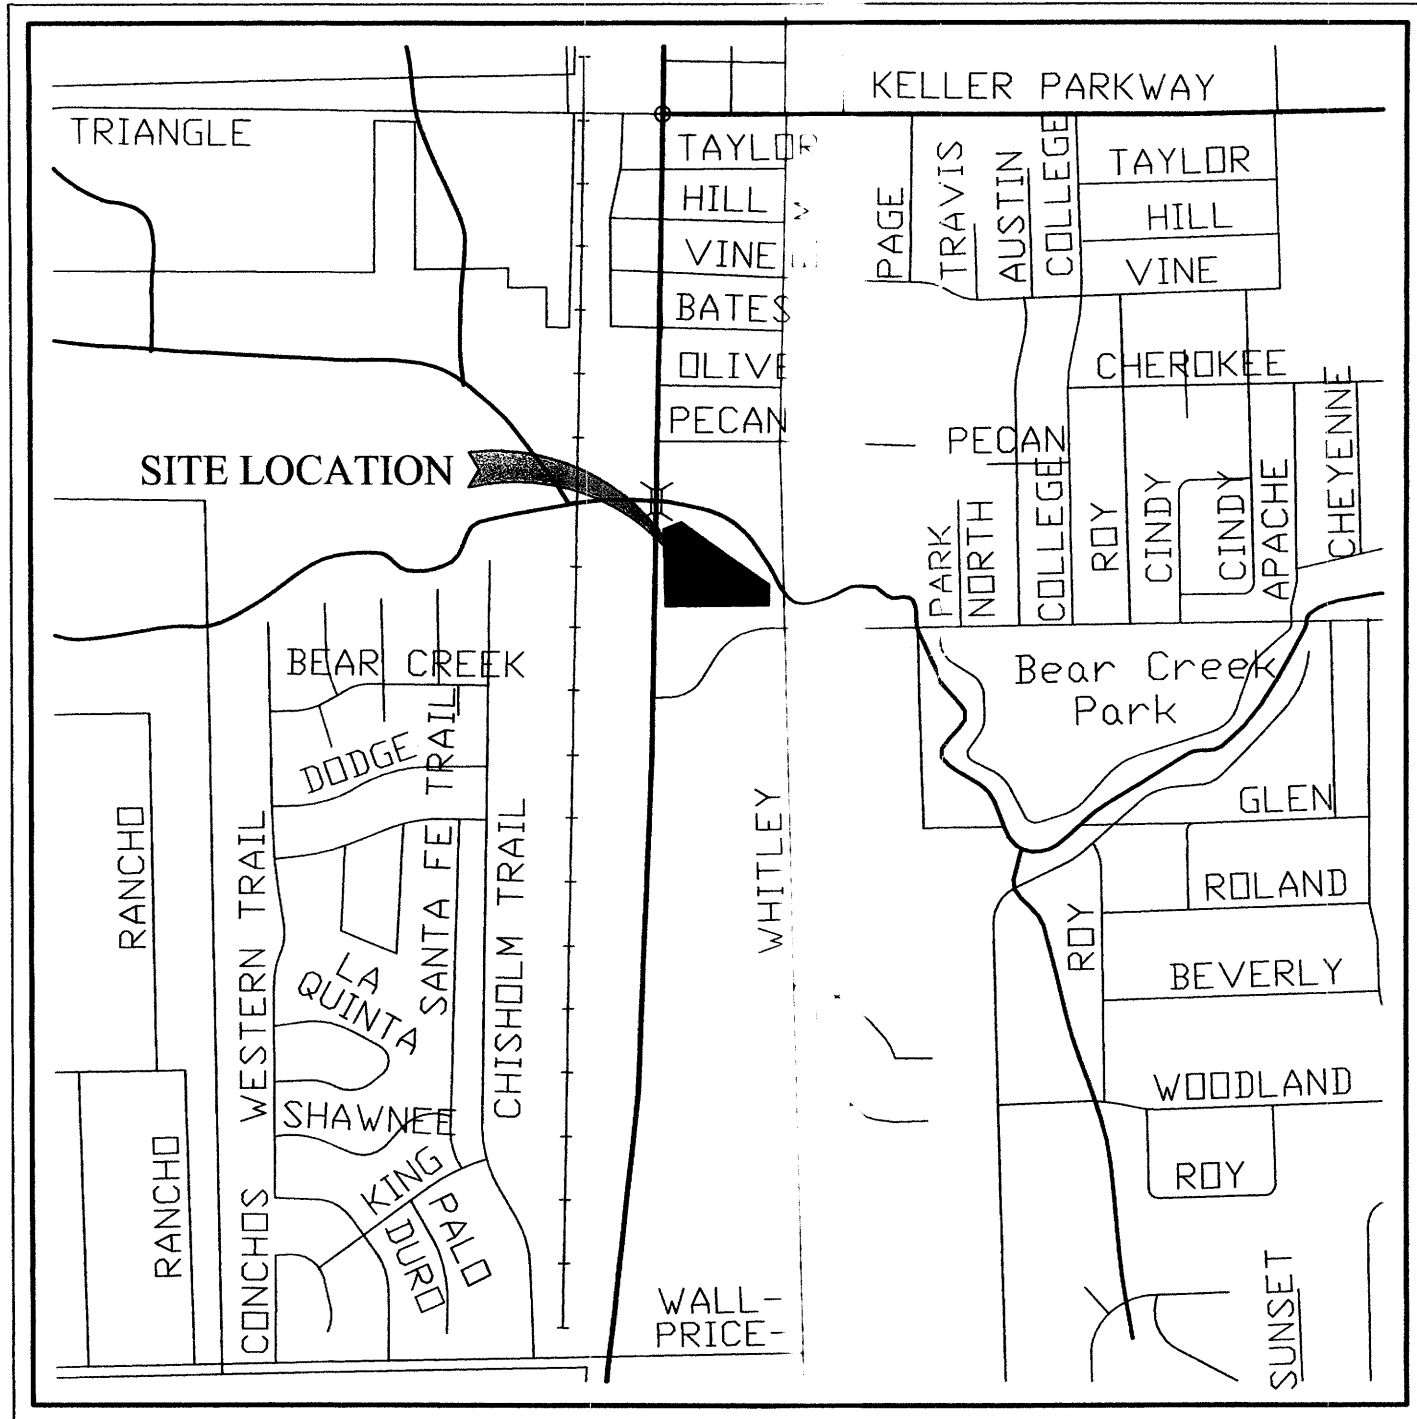 KELLER PARKWAY
TRIANGLE
TAYLOR
HILL
VINE
BATES
OLIVE
PECAN
PAGE
TRAVIS
AUSTIN
COLLEGE
TAYLOR
HILL
VINE
CHEROKEE
CHEYENNE
PECAN
SITE LOCATION
PARK
NORTH
COLLEGE
ROY
CINDY
CINDY
APACHE
BEAR CREEK
Bear Creek
Park
DODGE
SANTA FE TRAIL
GLEN
RANCHO
WESTERN TRAIL
CHISHOLM TRAIL
WHITLEY
ROLAND
ROY
BEVERLY
LA
QUINTA
WOODLAND
SHAWNEE
RANCHO
KING
ROY
CONCHOS
PALO
DURO
WALL-
PRICE-
SUNSET